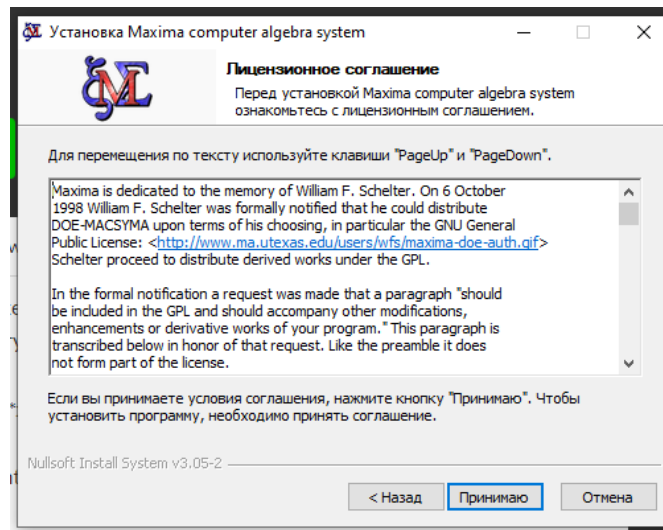 Установка Maxima computer algebra system
Лицензионное соглашение
Перед установкой Maxima computer algebra system
ознакомьтесь с лицензионным соглашением.
Для перемещения по тексту используйте клавиши "PageUp" и "PageDown".
Maxima is dedicated to the memory of William F. Schelter. On 6 October
1998 William F. Schelter was formally notified that he could distribute
DOE-MACSYMA upon terms of his choosing, in particular the GNU General
Public License: <http://www.ma.utexas.edu/users/wfs/maxima-doe-auth.gif>
Schelter proceed to distribute derived works under the GPL.
In the formal notification a request was made that a paragraph "should
be included in the GPL and should accompany other modifications,
enhancements or derivative works of your program." This paragraph is
transcribed below in honor of that request. Like the preamble it does
not form part of the license.
Если вы принимаете условия соглашения, нажмите кнопку "Принимаю". Чтобы
установить программу, необходимо принять соглашение.
Nullsoft Install System v3.05-2
< Назад
Принимаю
Отмена